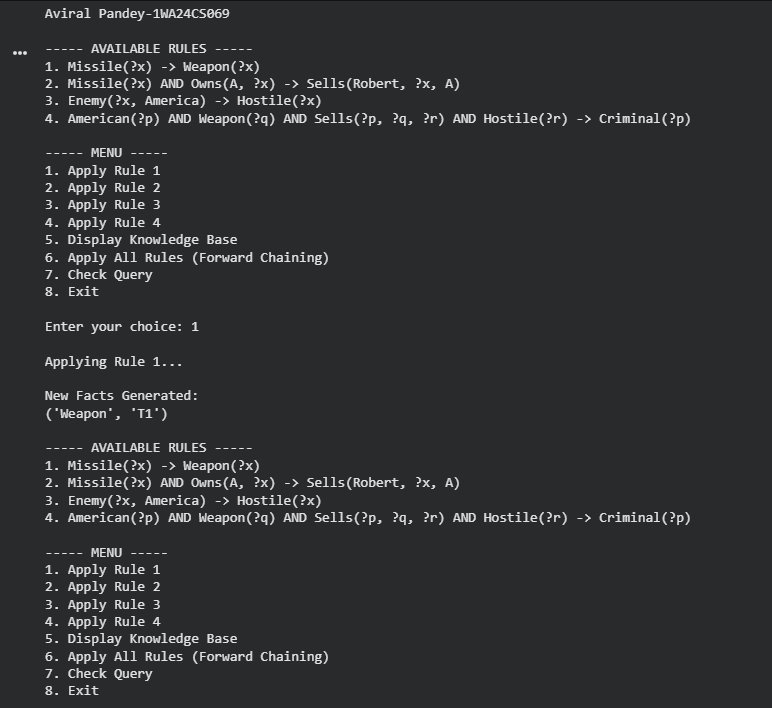 Aviral Pandey-1WA24CS069
----- AVAILABLE RULES -----
1. Missile(?x) -> Weapon(?x)
2. Missile(?x) AND Owns(A, ?x) -> Sells(Robert, ?x, A)
3. Enemy(?x, America) -> Hostile(?x)
4. American(?p) AND Weapon(?q) AND Sells(?p, ?q, ?r) AND Hostile(?r) -> Criminal(?p)
----- MENU -----
1. Apply Rule 1
2. Apply Rule 2
3. Apply Rule 3
4. Apply Rule 4
5. Display Knowledge Base
6. Apply All Rules (Forward Chaining)
7. Check Query
8. Exit
Enter your choice: 1
Applying Rule 1...
New Facts Generated:
('Weapon', 'T1')
----- AVAILABLE RULES -----
1. Missile(?x) -> Weapon(?x)
2. Missile(?x) AND Owns(A, ?x) -> Sells(Robert, ?x, A)
3. Enemy(?x, America) -> Hostile(?x)
4. American(?p) AND Weapon(?q) AND Sells(?p, ?q, ?r) AND Hostile(?r) -> Criminal(?p)
----- MENU -----
1. Apply Rule 1
2. Apply Rule 2
3. Apply Rule 3
4. Apply Rule 4
5. Display Knowledge Base
6. Apply All Rules (Forward Chaining)
7. Check Query
8. Exit